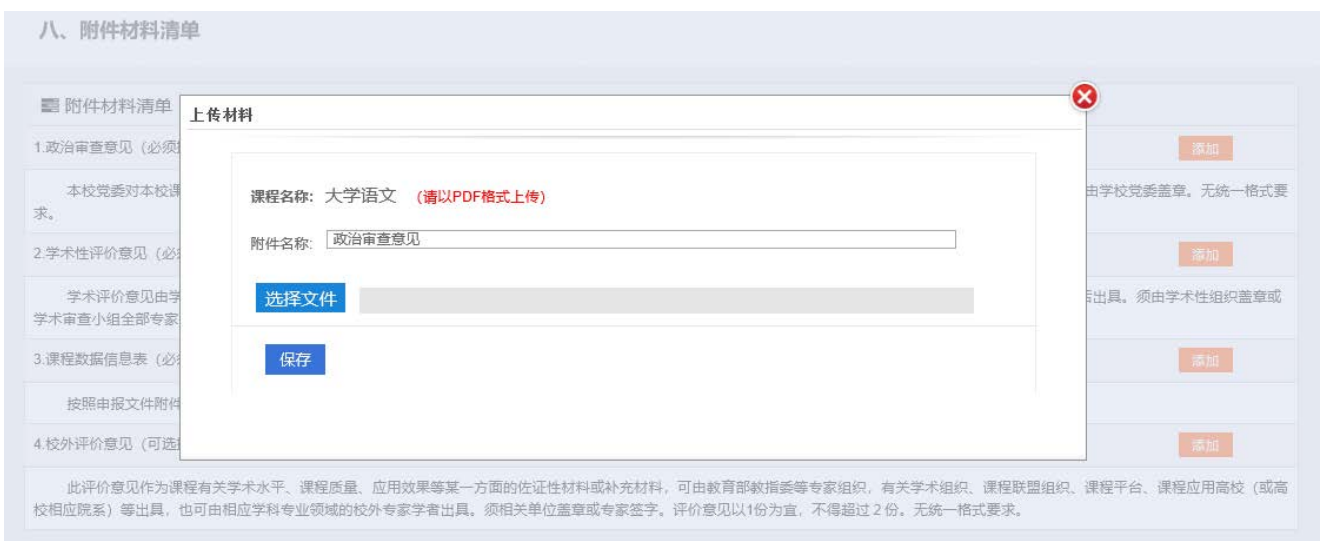 八、附件材料清单
附件材料清单
上传材料
1.政治审查意见（必须
添加
课程名称: 大学语文 (请以PDF格式上传)
本校党委对本校课
由学校党委盖章。无统一格式要
求。
附件名称: 政治审查意见
2.学术性评价意见（必
添加
选择文件
学术评价意见由学
出具。须由学术性组织盖章或
学术审查小组全部专家
保存
3.课程数据信息表（必
添加
按照申报文件附件
4.校外评价意见（可选
添加
此评价意见作为课程有关学术水平、课程质量、应用效果等某一方面的佐证性材料或补充材料，可由教育部教指委等专家组织，有关学术组织、课程联盟组织、课程平台、课程应用高校（或高
校相应院系）等出具，也可由相应学科专业领域的校外专家学者出具。须相关单位盖章或专家签字。评价意见以1份为宜，不得超过２份。无统一格式要求。